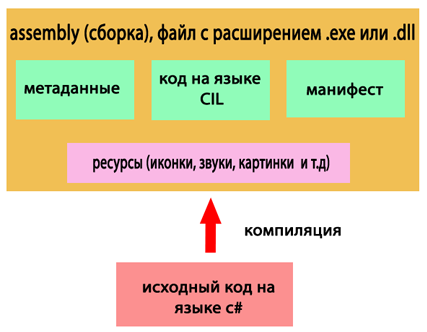 assembly (сборка), файл с расширением .exe или .dll
метаданные
код на языке
CIL
манифест
ресурсы (иконки, звуки, картинки и т.д)
компиляция
исходный код на
языке c#